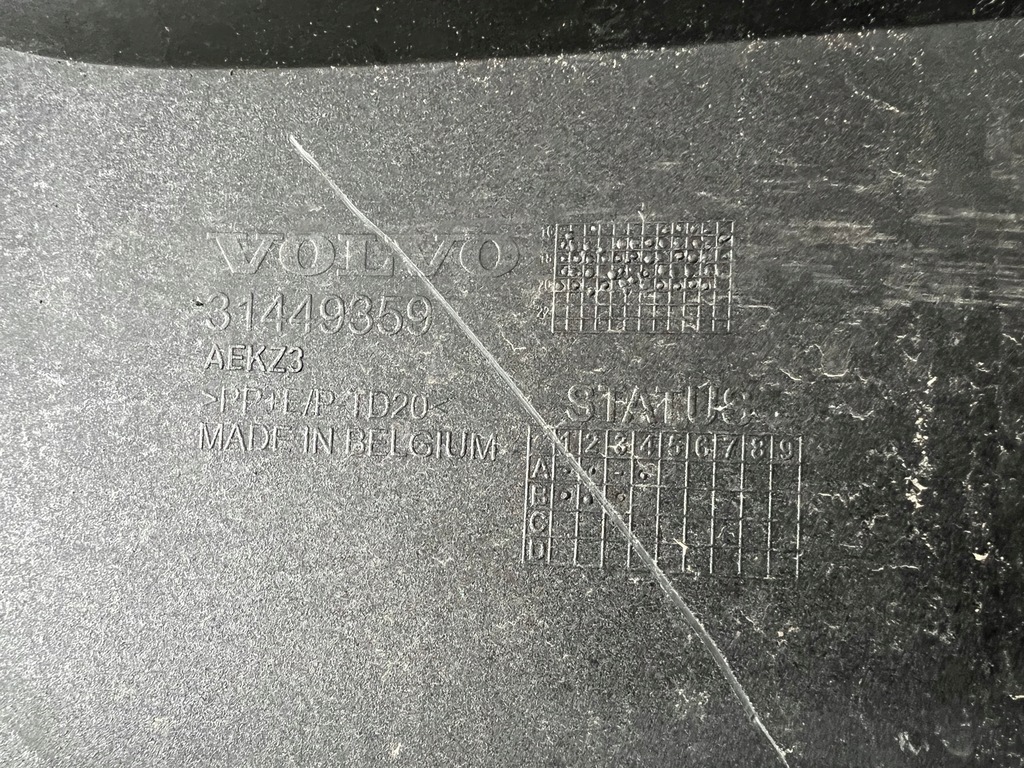 VOLVO
31449359
AEKZ3
>PP+E/P-TD20<
MADE IN BELGIUM
STATUS
1 2 3 4 5 6 7 8 9
A
B
C
D